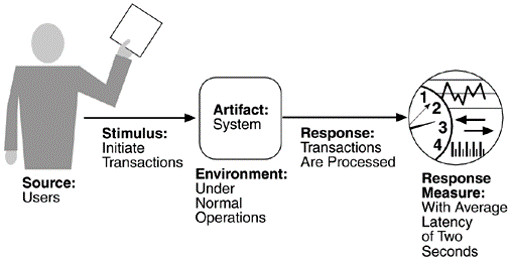 Source:
Users
Stimulus:
Initiate
Transactions
Artifact:
System
Environment:
Under
Normal
Operations
Response:
Transactions
Are Processed
1
2
3
4
Response
Measure:
With Average
Latency
of Two
Seconds